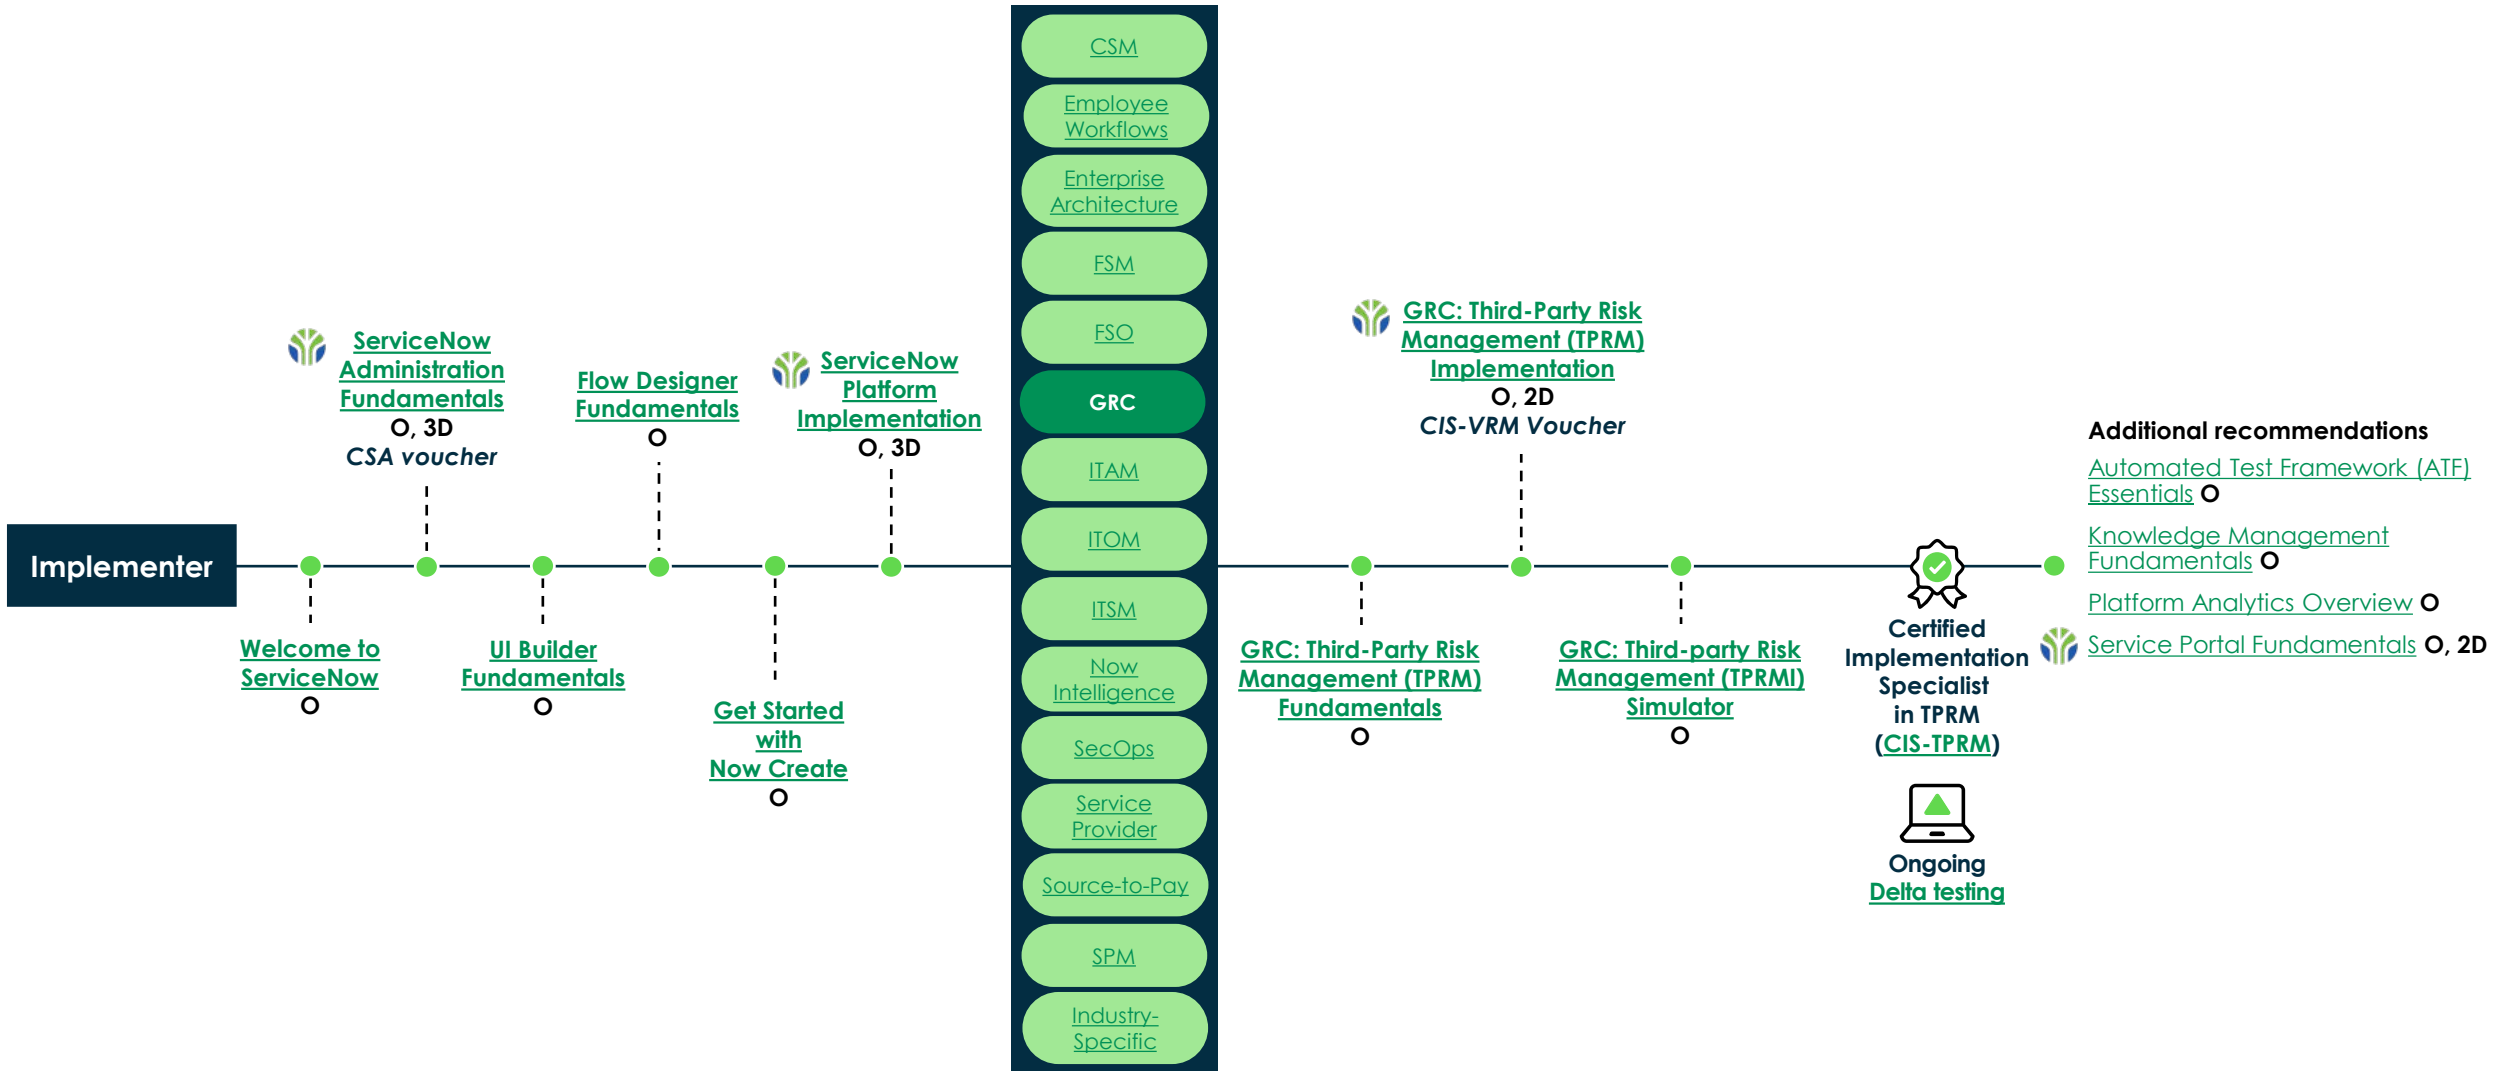 Implementer
Welcome to
ServiceNow
O
ServiceNow
Administration
Fundamentals
O, 3D
CSA voucher
UI Builder
Fundamentals
O
Flow Designer
Fundamentals
O
Get Started
with
Now Create
O
ServiceNow
Platform
Implementation
O, 3D
CSM
Employee
Workflows
Enterprise
Architecture
FSM
FSO
GRC
ITAM
ITOM
ITSM
Now
Intelligence
SecOps
Service
Provider
Source-to-Pay
SPM
Industry-
Specific
GRC: Third-Party Risk
Management (TPRM)
Fundamentals
O
GRC: Third-Party Risk
Management (TPRM)
Implementation
O, 2D
CIS-VRM Voucher
GRC: Third-party Risk
Management (TPRMI)
Simulator
O
Certified
Implementation
Specialist
in TPRM
(CIS-TPRM)
Ongoing
Delta testing
Additional recommendations
Automated Test Framework (ATF)
Essentials O
Knowledge Management
Fundamentals O
Platform Analytics Overview O
Service Portal Fundamentals O, 2D